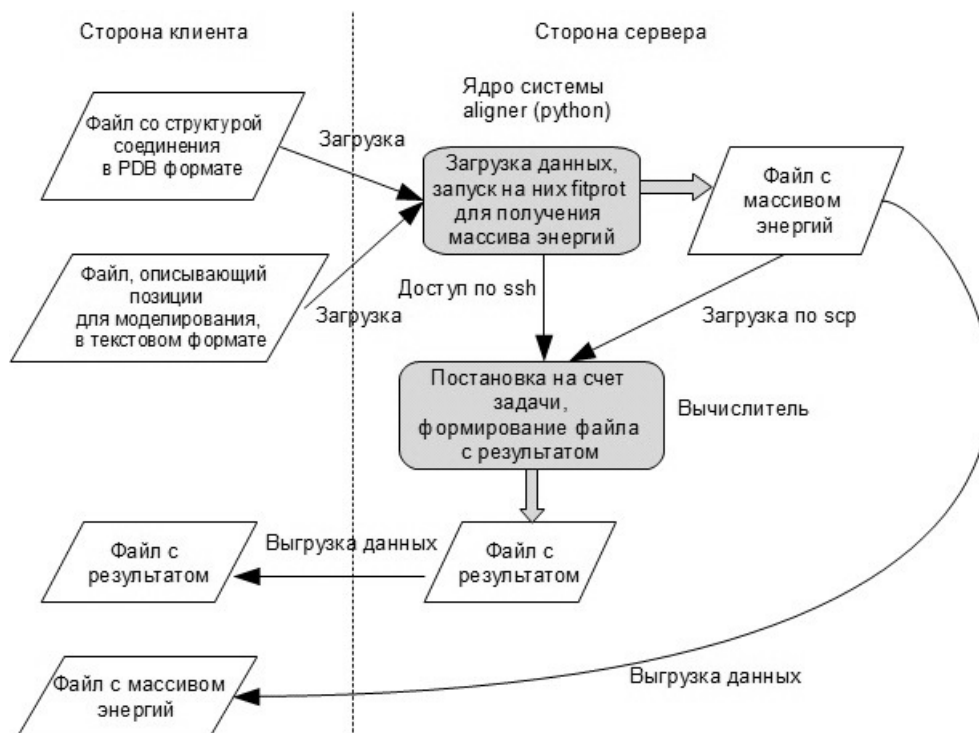 Сторона клиента
Сторона сервера
Ядро системы
aligner (python)
Файл со структурой
соединения
в PDB формате
Загрузка
Загрузка данных,
запуск на них fitprot
для получения
массива энергий
Файл с
массивом
энергий
Файл, описывающий
позиции
для моделирования,
в текстовом формате
Загрузка
Доступ по ssh
Загрузка по scp
Постановка на счет
задачи,
формирование файла
с результатом
Вычислитель
Файл с
результатом
Выгрузка данных
Файл с
результатом
Файл с массивом
энергий
Выгрузка данных